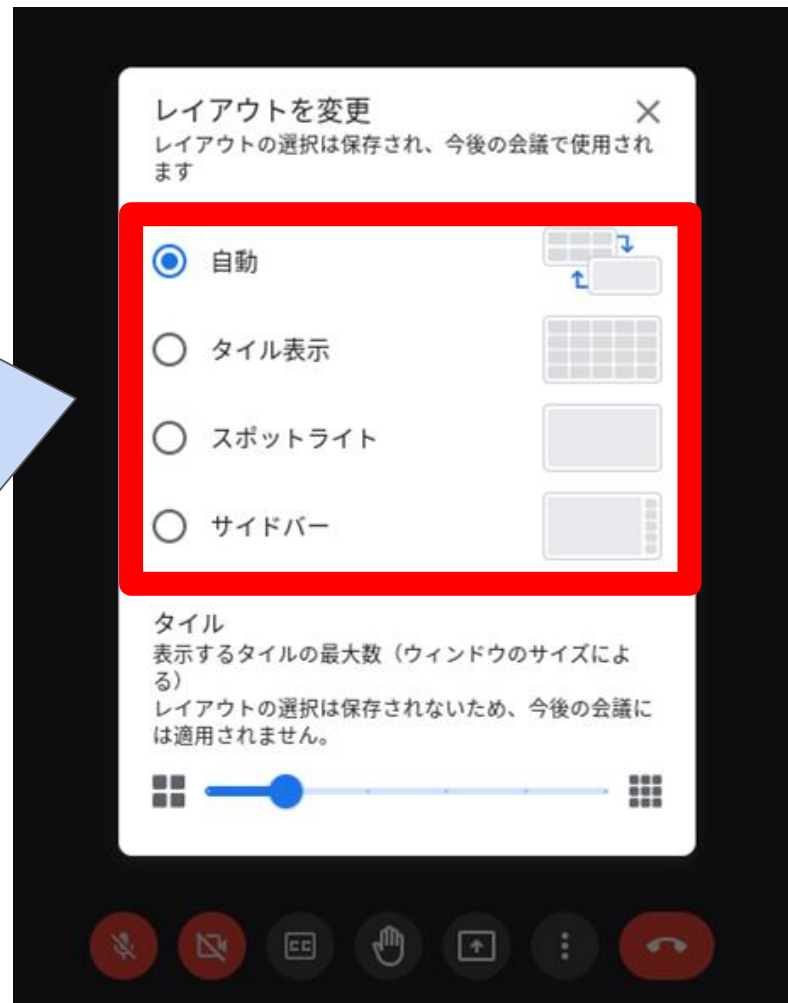 レイアウトを変更
レイアウトの選択は保存され、今後の会議で使用され
ます
自動
タイル表示
スポットライト
サイドバー
タイル
表示するタイルの最大数（ウィンドウのサイズによ
る）
レイアウトの選択は保存されないため、今後の会議に
は適用されません。
CC